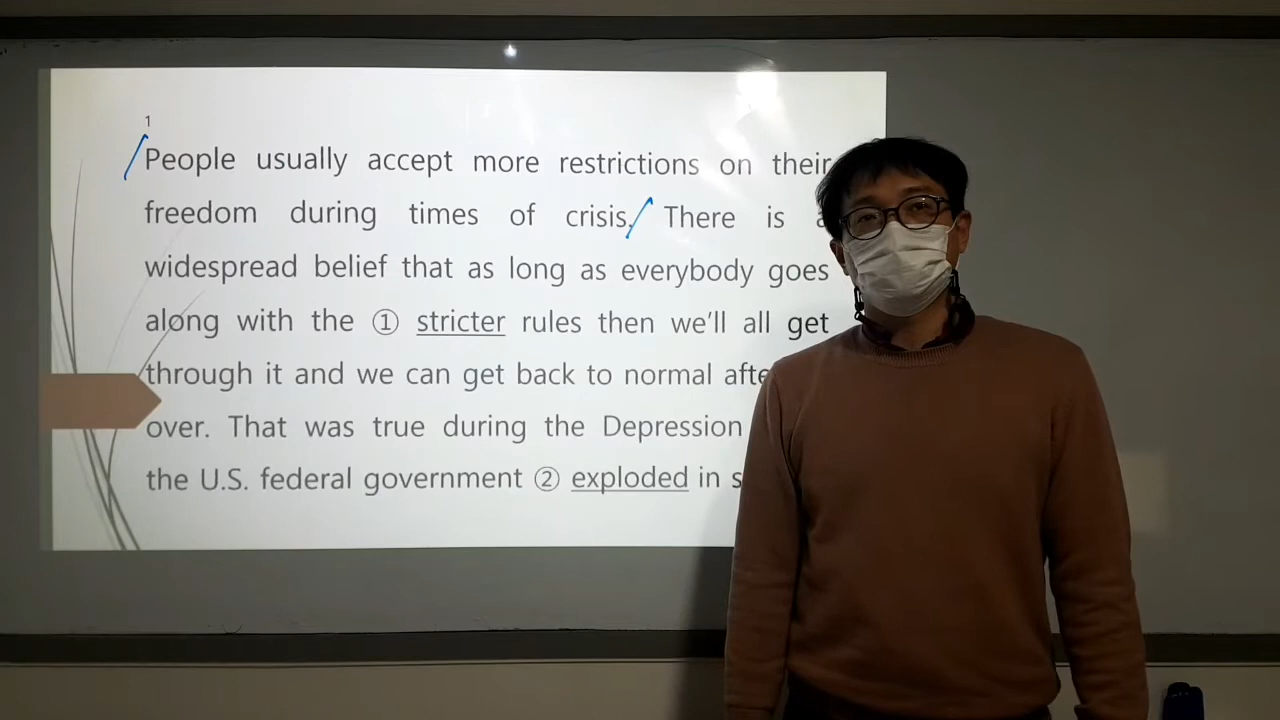 1
People usually accept more restrictions on their
freedom during times of crisis. There is a
widespread belief that as long as everybody goes
along with the ① stricter rules then we'll all get
through it and we can get back to normal
over. That was true during the Depression
the U.S. federal government ② exploded in